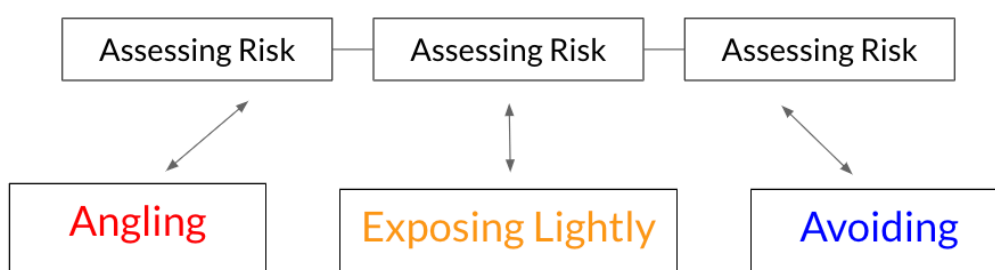 Assessing Risk
Assessing Risk
Assessing Risk
Angling
Exposing Lightly
Avoiding